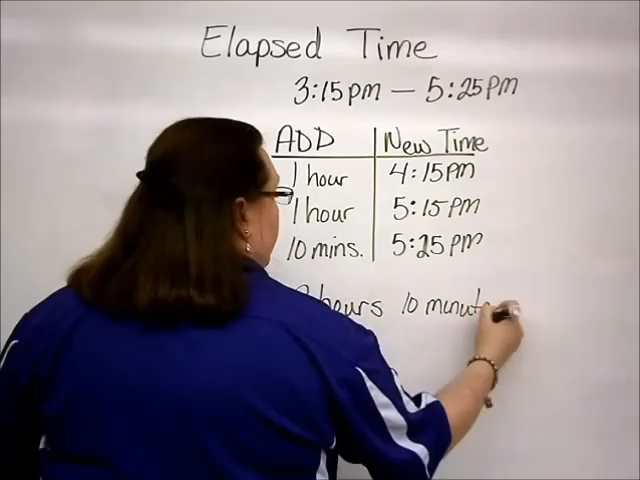 Elapsed Time
3:15pm — 5:25pm
ADD New Time
1 hour 4:15pm
1 hour 5:15pm
10 mins. 5:25pm
hours 10 minut